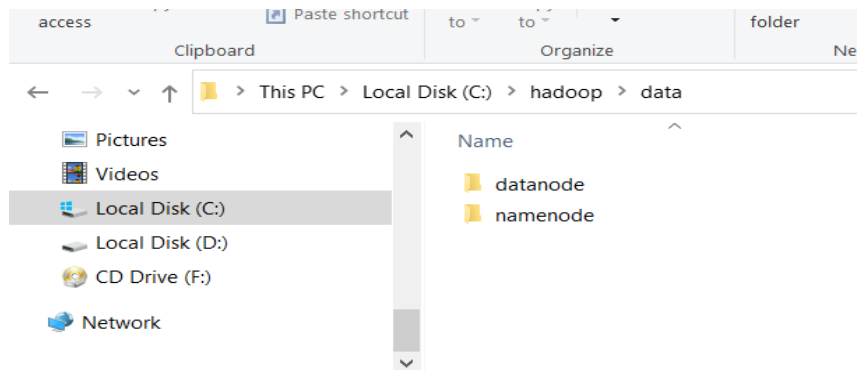 access
Paste shortcut
to
to
folder
Clipboard
Organize
Ne
This PC > Local Disk (C:) > hadoop > data
Pictures
Videos
Local Disk (C:)
Local Disk (D:)
CD Drive (F:)
Network
Name
datanode
namenode